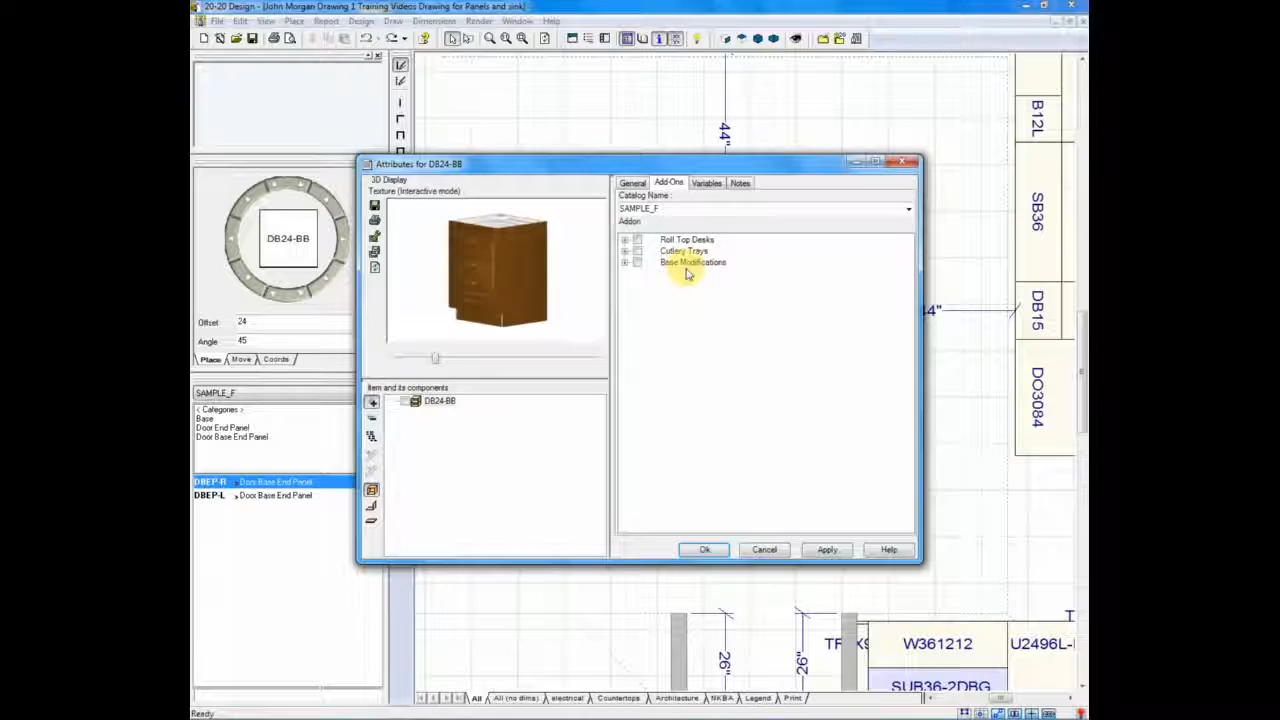 20-20 Design - [John Morgan Drawing 1 Training Videos Drawing for Panels and sink]
File Edit View Place Report Design Draw Dimensions Render Window Help
44"
B12L
SB36
DB15
DO3084
44"
Attributes for DB24-BB
3D Display
Texture (Interactive mode)
General Add-Ons Variables Notes
Catalog Name :
SAMPLE_F
Addon
Roll Top Desks
Cutlery Trays
Base Modifications
DB24-BB
Offset 24
Angle 45
Place Move Coords
Item and its components
DB24-BB
SAMPLE_F
< Categories >
Base
Door End Panel
Door Base End Panel
DBEP-R > Door Base End Panel
DBEP-L > Door Base End Panel
Ok Cancel Apply Help
26"
26"
W361212
U2496L-
SUB36-2DBG
All All (no dims) electrical Countertops Architecture NKBA Legend Print
Ready